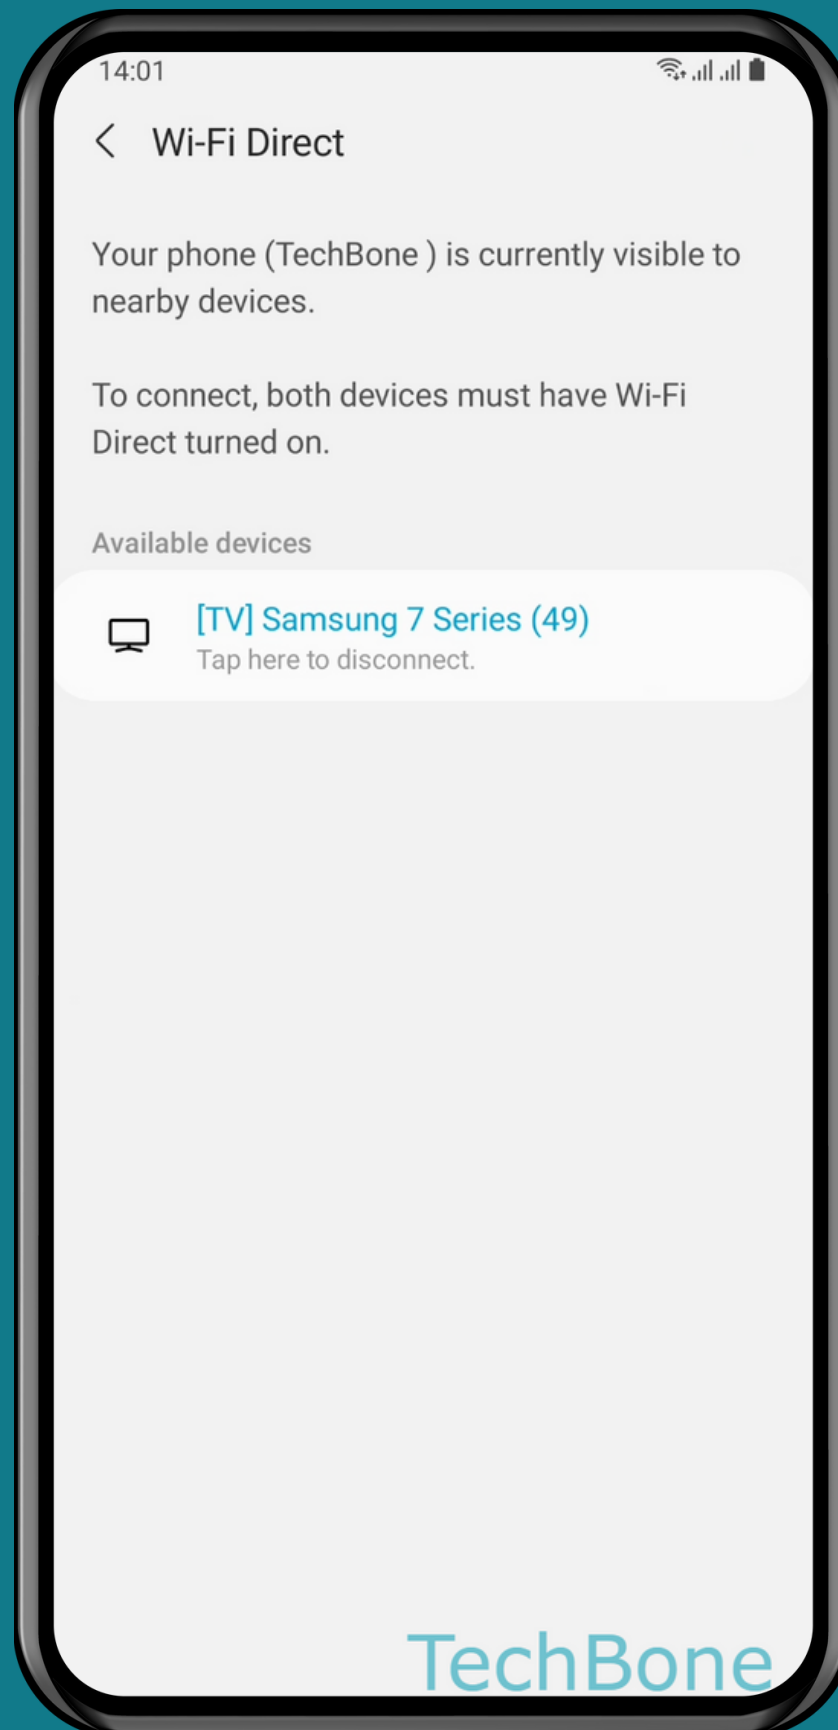 14:01
Wi-Fi Direct
Your phone (TechBone ) is currently visible to
nearby devices.
To connect, both devices must have Wi-Fi
Direct turned on.
Available devices
[TV] Samsung 7 Series (49)
Tap here to disconnect.
TechBone